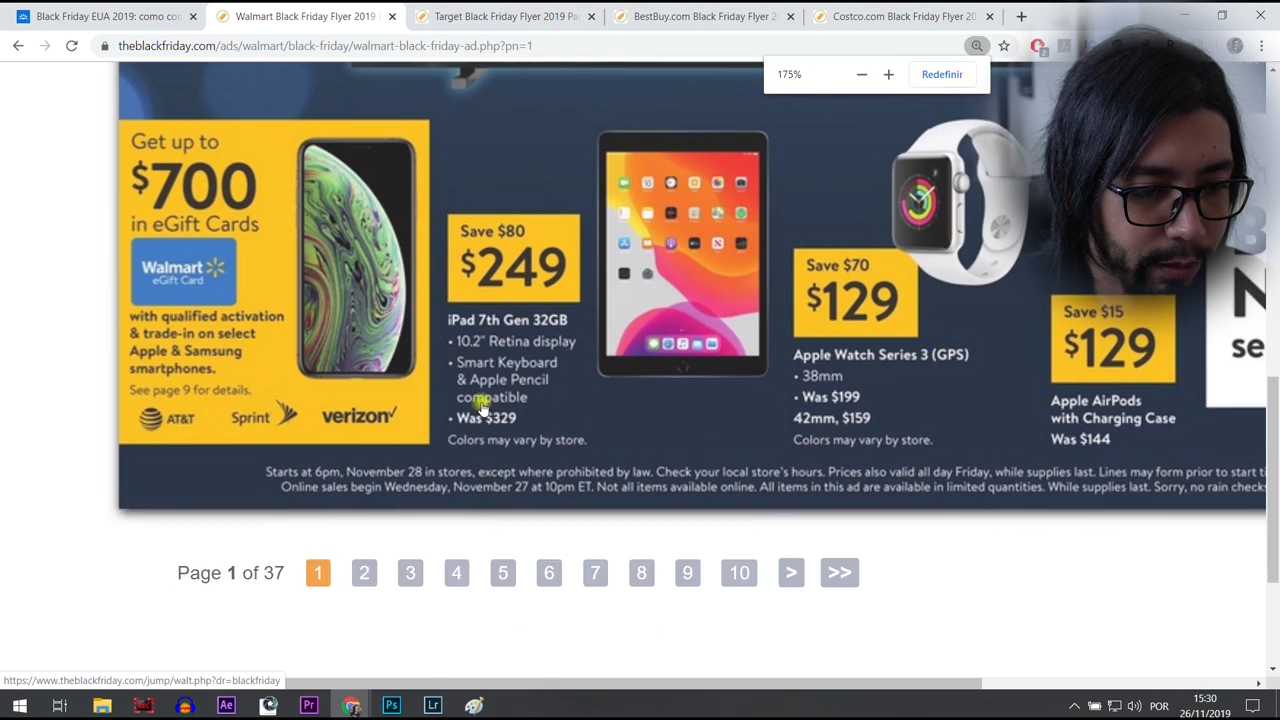 Black Friday EUA 2019: como co
Walmart Black Friday Flyer 2019
Target Black Friday Flyer 2019 Pa
BestBuy.com Black Friday Flyer 2
Costco.com Black Friday Flyer 20
theblackfriday.com/ads/walmart/black-friday/walmart-black-friday-ad.php?pn=1
175%
Redefinir
Get up to
$700
in eGift Cards
Walmart
eGift Card
with qualified activation
& trade-in on select
Apple & Samsung
smartphones.
See page 9 for details.
AT&T
Sprint
verizon✓
Save $80
$249
iPad 7th Gen 32GB
• 10.2" Retina display
• Smart Keyboard
& Apple Pencil
compatible
• Was $329
Colors may vary by store.
Save $70
$129
Apple Watch Series 3 (GPS)
• 38mm
• Was $199
42mm, $159
Colors may vary by store.
Save $15
$129
Apple AirPods
with Charging Case
Was $144
se
Starts at 6pm, November 28 in stores, except where prohibited by law. Check your local store's hours. Prices also valid all day Friday, while supplies last. Lines may form prior to start ti
Online sales begin Wednesday, November 27 at 10pm ET. Not all items available online. All items in this ad are available in limited quantities. While supplies last. Sorry, no rain check
Page 1 of 37 1 2 3 4 5 6 7 8 9 10 > >>
https://www.theblackfriday.com/jump/walt.php?dr=blackfriday
Ae
Pr
Ps
Lr
POR
15:30
26/11/2019